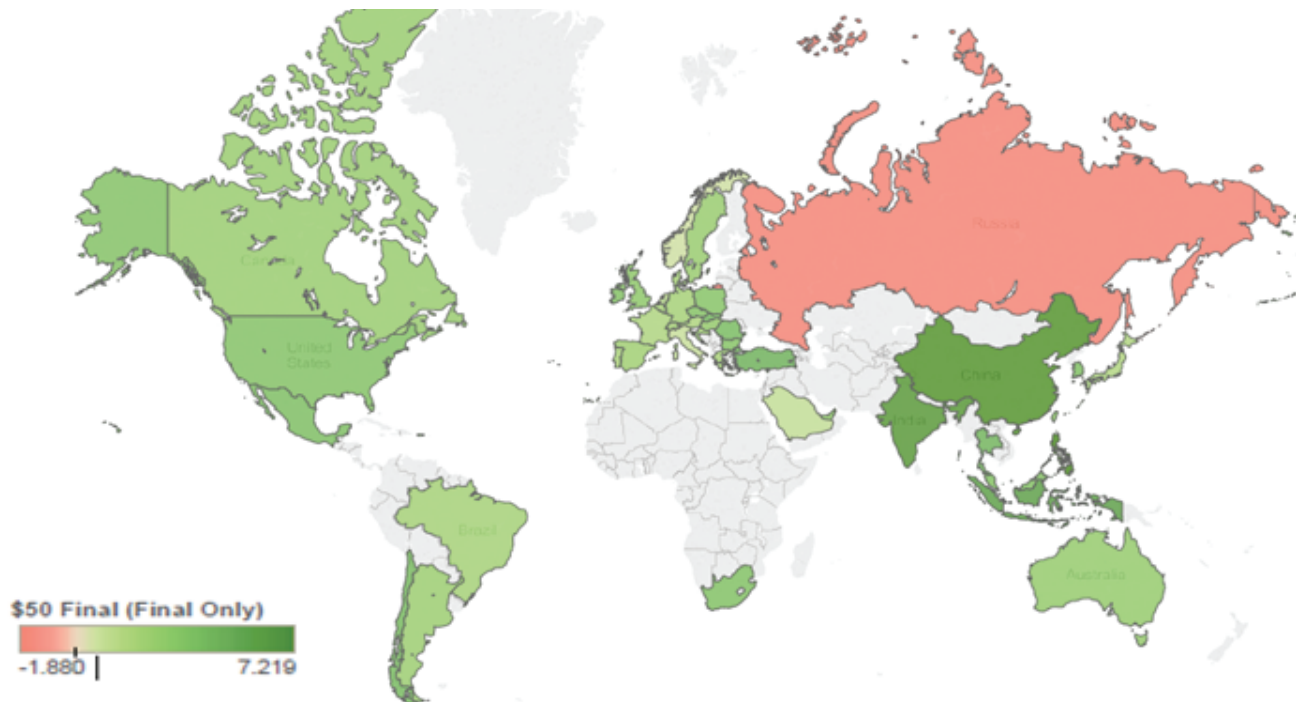 Russia
Canada
United
States
China
India
Brazil
Australia
$50 Final (Final Only)
-1.880 7.219